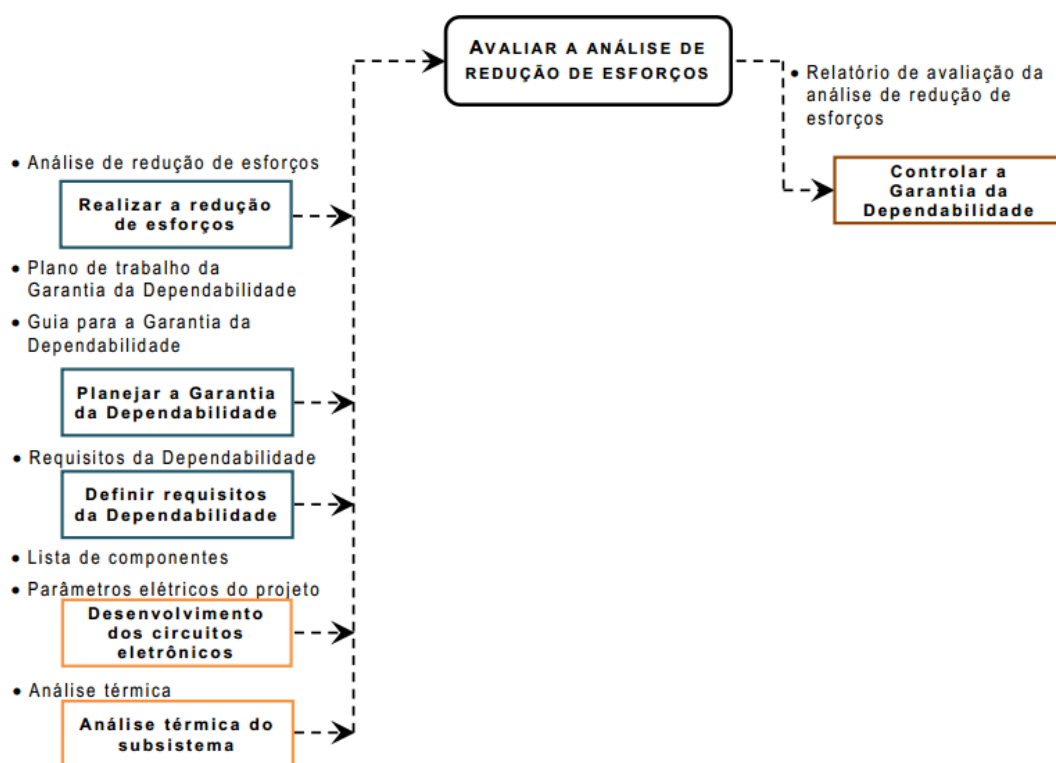 AVALIAR A ANÁLISE DE
REDUÇÃO DE ESFORÇOS
• Relatório de avaliação da
análise de redução de
esforços
Controlar a
Garantia da
Dependabilidade
• Análise de redução de esforços
Realizar a redução
de esforços
• Plano de trabalho da
Garantia da Dependabilidade
• Guia para a Garantia da
Dependabilidade
Planejar a Garantia
da Dependabilidade
• Requisitos da Dependabilidade
Definir requisitos
da Dependabilidade
• Lista de componentes
• Parâmetros elétricos do projeto
Desenvolvimento
dos circuitos
eletrônicos
• Análise térmica
Análise térmica do
subsistema